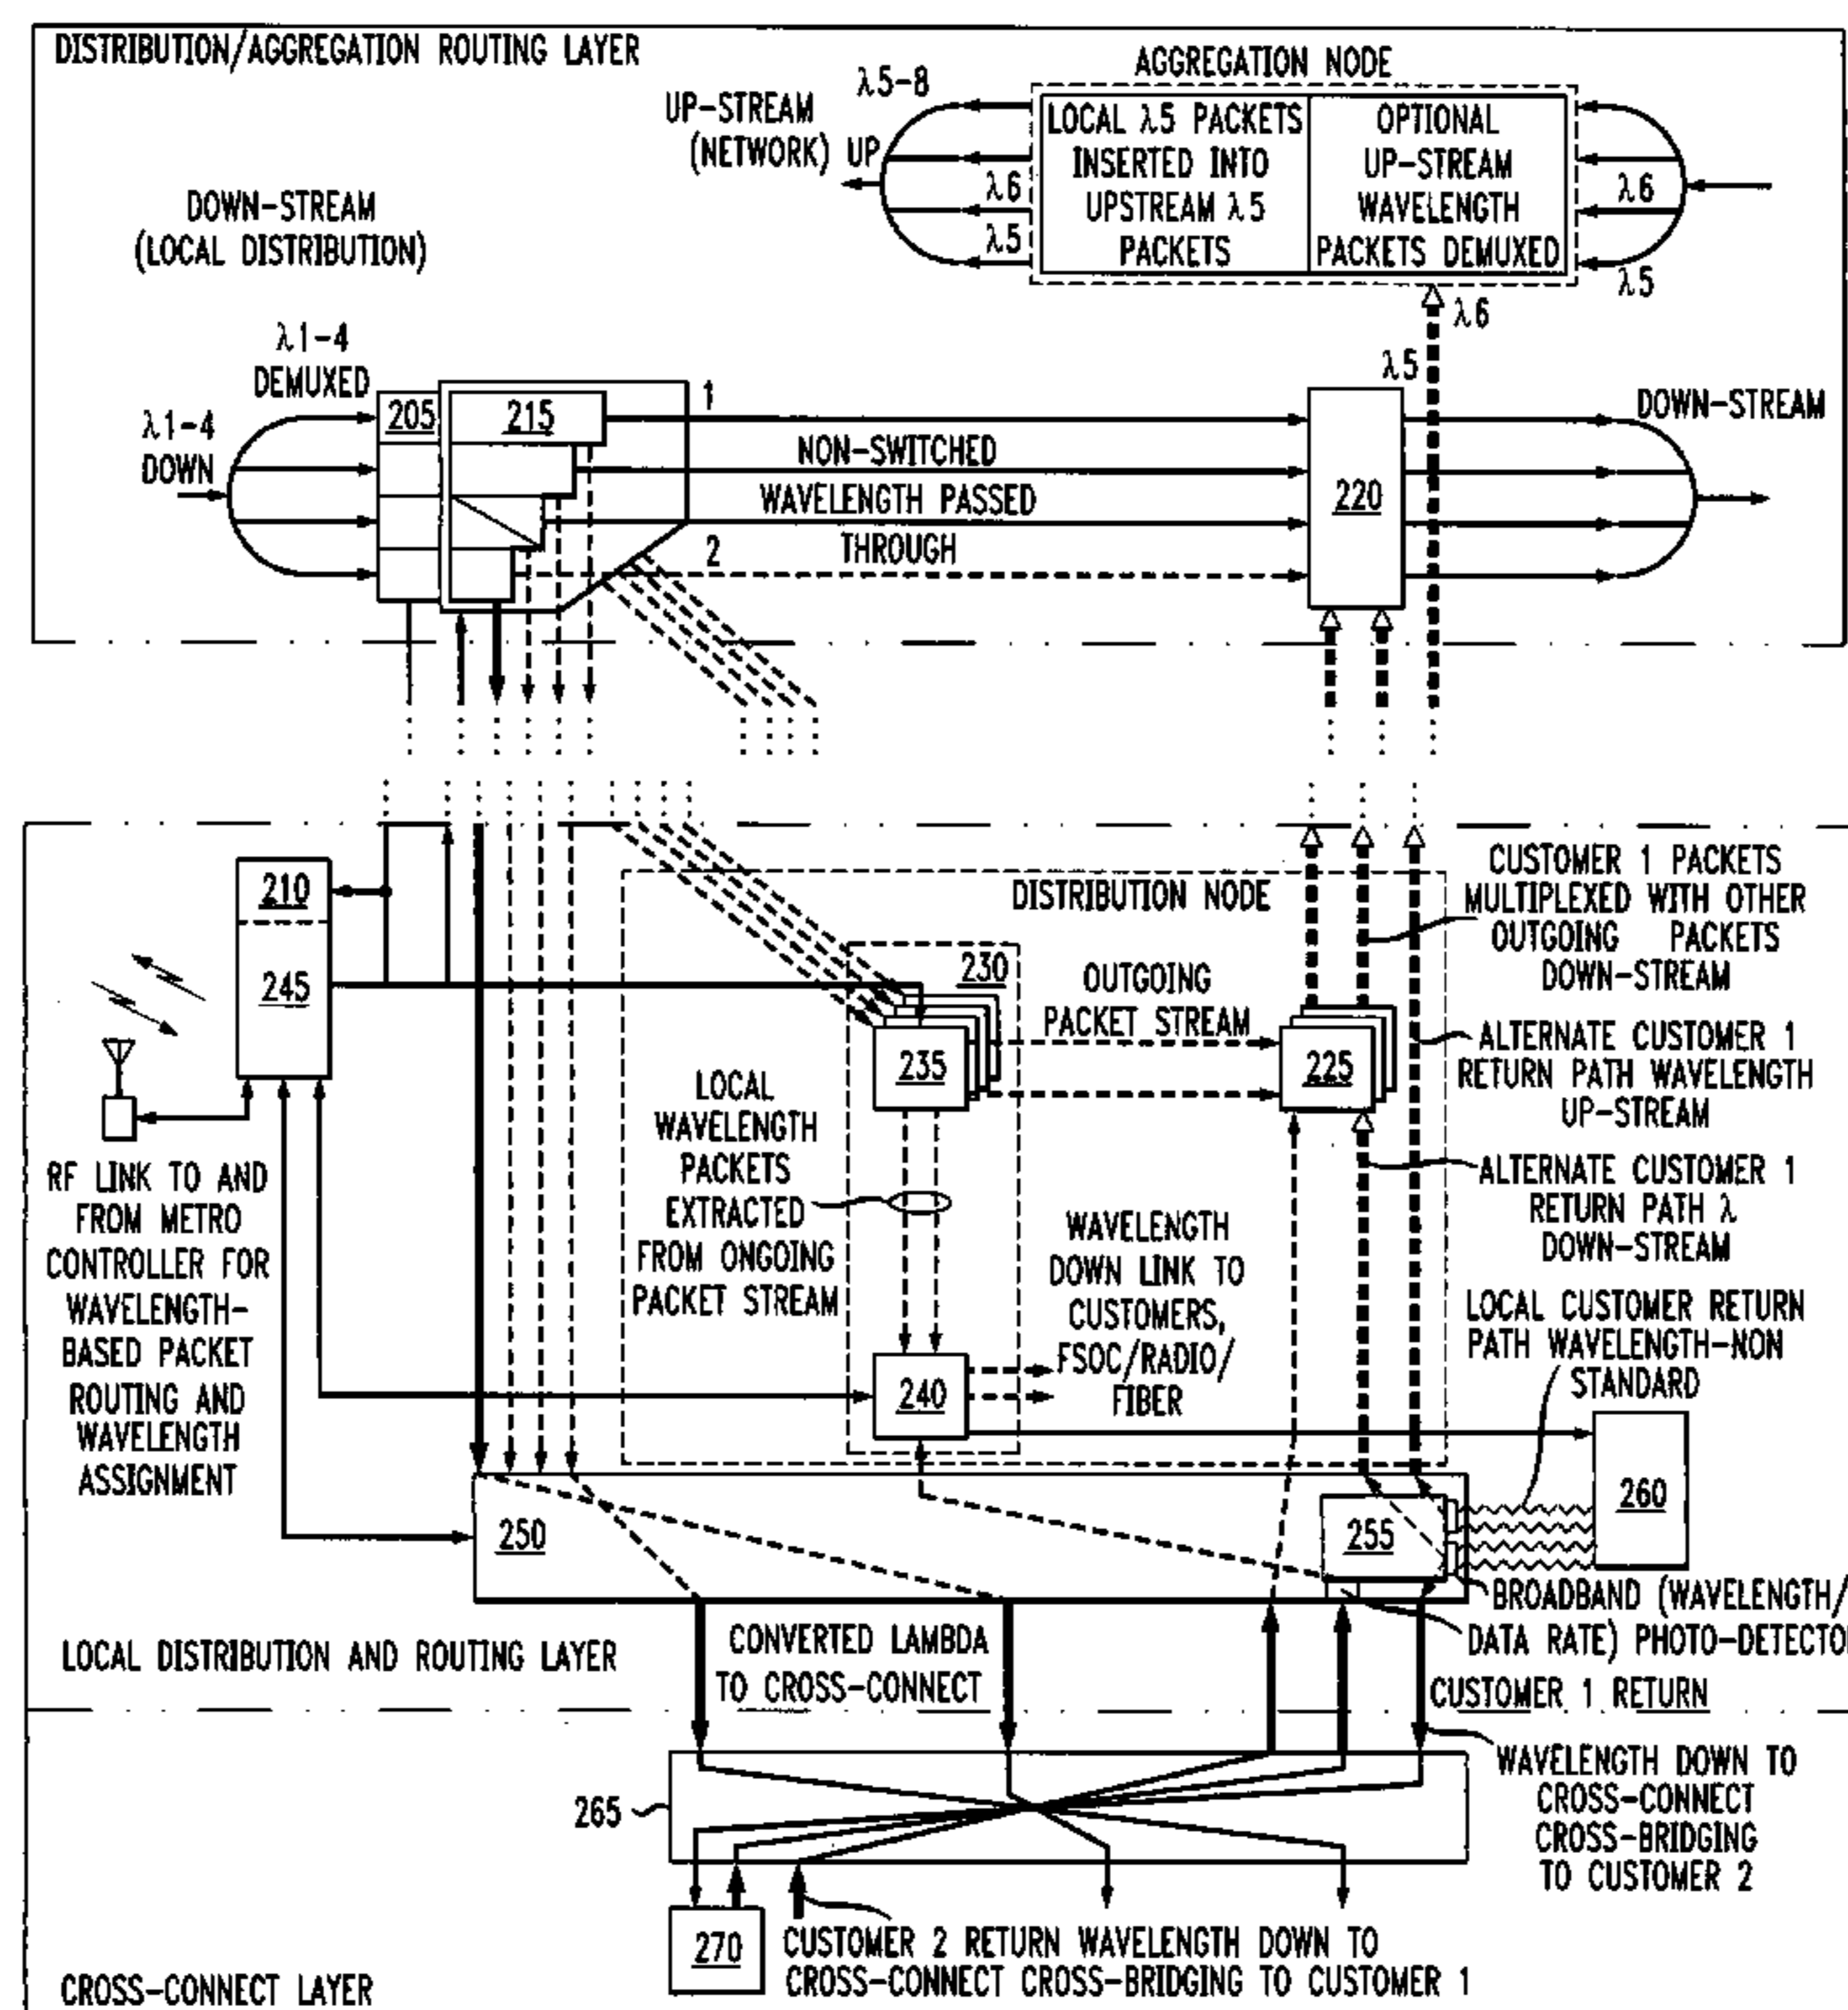 DISTRIBUTION/AGGREGATION ROUTING LAYER
AGGREGATION NODE
λ5-8
UP-STREAM
(NETWORK) UP
LOCAL λ5 PACKETS
INSERTED INTO
UPSTREAM λ5
PACKETS
OPTIONAL
UP-STREAM
WAVELENGTH
PACKETS DEMUXED
λ6
λ5
λ6
λ5
DOWN-STREAM
(LOCAL DISTRIBUTION)
λ6
λ5
λ1-4
DEMUXED
λ1-4
DOWN
205
215
1
NON-SWITCHED
WAVELENGTH PASSED
2
THROUGH
220
DOWN-STREAM
210
245
DISTRIBUTION NODE
CUSTOMER 1 PACKETS
MULTIPLEXED WITH OTHER
OUTGOING PACKETS
DOWN-STREAM
230
OUTGOING
PACKET STREAM
235
225
ALTERNATE CUSTOMER 1
RETURN PATH WAVELENGTH
UP-STREAM
LOCAL
WAVELENGTH
PACKETS
EXTRACTED
FROM ONGOING
PACKET STREAM
ALTERNATE CUSTOMER 1
RETURN PATH λ
DOWN-STREAM
RF LINK TO AND
FROM METRO
CONTROLLER FOR
WAVELENGTH-
BASED PACKET
ROUTING AND
WAVELENGTH
ASSIGNMENT
WAVELENGTH
DOWN LINK TO
CUSTOMERS,
FSOC/RADIO/
FIBER
240
LOCAL CUSTOMER RETURN
PATH WAVELENGTH-NON
STANDARD
260
250
255
BROADBAND (WAVELENGTH/
DATA RATE) PHOTO-DETECTO
LOCAL DISTRIBUTION AND ROUTING LAYER
CONVERTED LAMBDA
TO CROSS-CONNECT
CUSTOMER 1 RETURN
WAVELENGTH DOWN TO
CROSS-CONNECT
CROSS-BRIDGING
TO CUSTOMER 2
265
270
CUSTOMER 2 RETURN WAVELENGTH DOWN TO
CROSS-CONNECT CROSS-BRIDGING TO CUSTOMER 1
CROSS-CONNECT LAYER